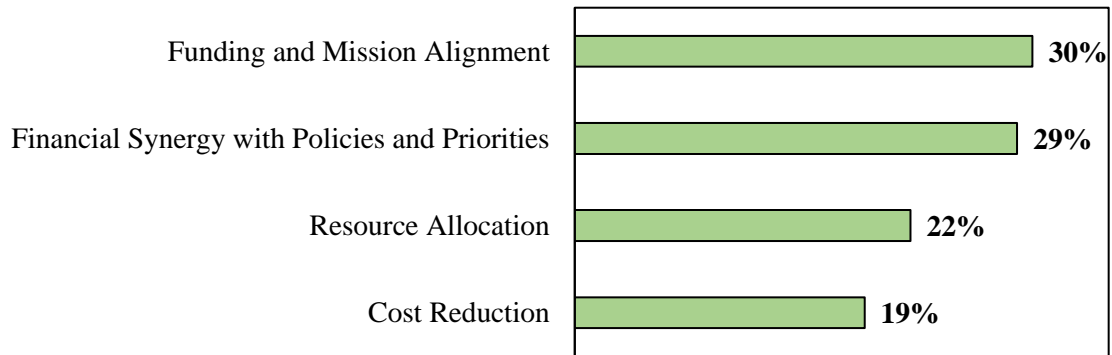 Funding and Mission Alignment 30%
Financial Synergy with Policies and Priorities 29%
Resource Allocation 22%
Cost Reduction 19%